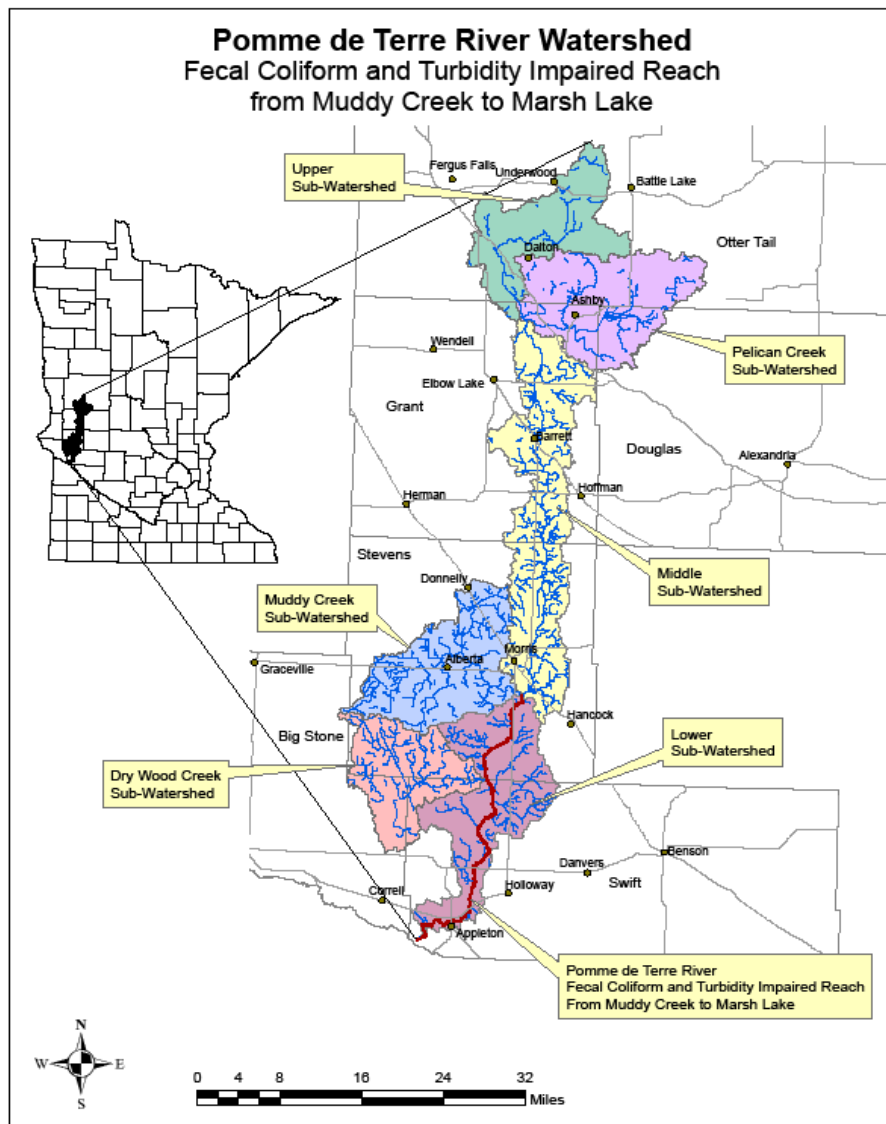 Pomme de Terre River Watershed
Fecal Coliform and Turbidity Impaired Reach
from Muddy Creek to Marsh Lake
Upper
Sub-Watershed
Fergus Falls
Underwood
Battle Lake
Otter Tail
Dalton
Ashby
Pelican Creek
Sub-Watershed
Wendell
Elbow Lake
Grant
Barrett
Douglas
Alexandria
Hoffman
Herman
Stevens
Donnelly
Middle
Sub-Watershed
Muddy Creek
Sub-Watershed
Morris
Alberta
Graceville
Hancock
Big Stone
Lower
Sub-Watershed
Dry Wood Creek
Sub-Watershed
Benson
Danvers
Swift
Correll
Holloway
Appleton
Pomme de Terre River
Fecal Coliform and Turbidity Impaired Reach
From Muddy Creek to Marsh Lake
N
W E
S
0 4 8 16 24 32
Miles